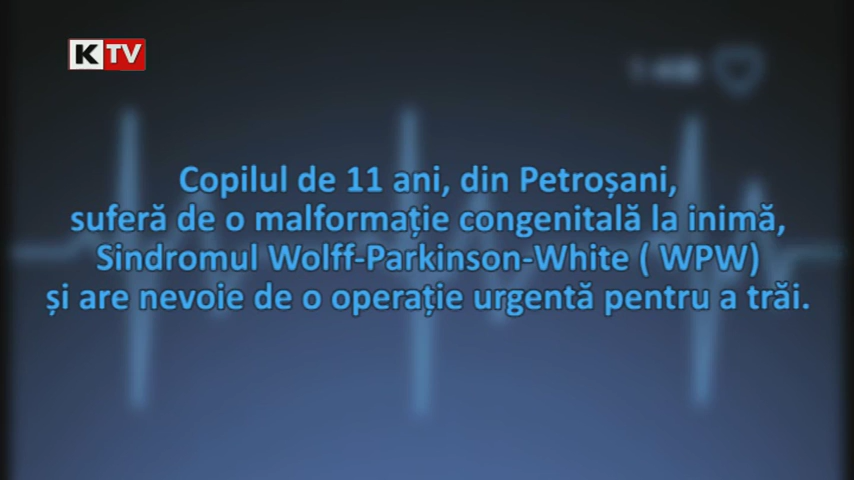 K TV
Copilul de 11 ani, din Petroșani,
suferă de o malformație congenitală la inimă,
Sindromul Wolff-Parkinson-White ( WPW)
și are nevoie de o operație urgentă pentru a trăi.